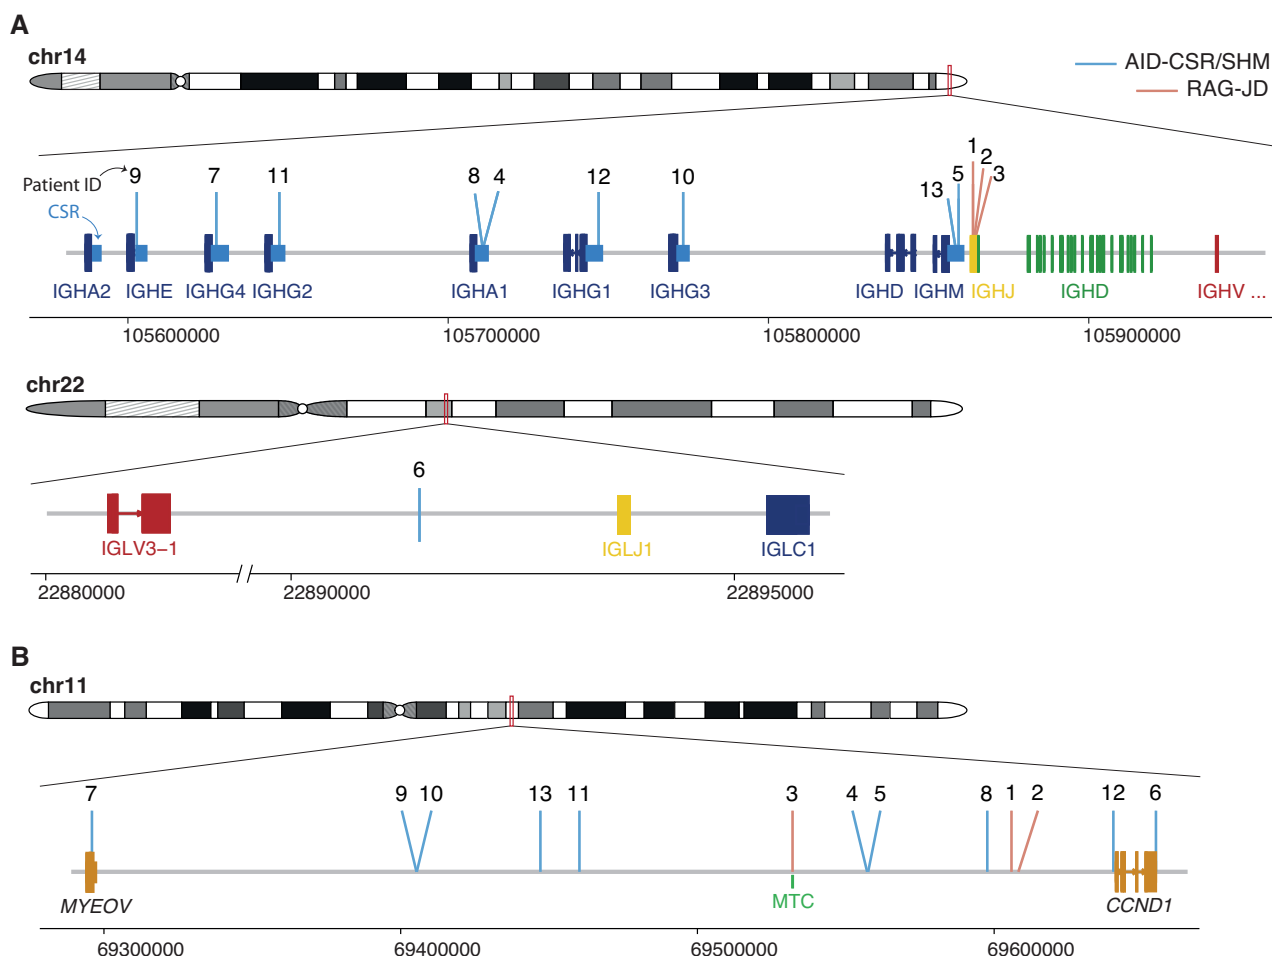 A
chr14
AID-CSR/SHM
RAG-JD
Patient ID
9
7
11
8 4
12
10
13
5
1
2
3
CSR
IGHA2 IGHE IGHG4 IGHG2 IGHA1 IGHG1 IGHG3 IGHD IGHM IGHJ IGHD IGHV ...
105600000 105700000 105800000 105900000
chr22
6
IGLV3–1 IGLJ1 IGLC1
22880000 22890000 22895000
B
chr11
7 9 10 13 11 3 4 5 8 1 2 12 6
MYEOV MTC CCND1
69300000 69400000 69500000 69600000